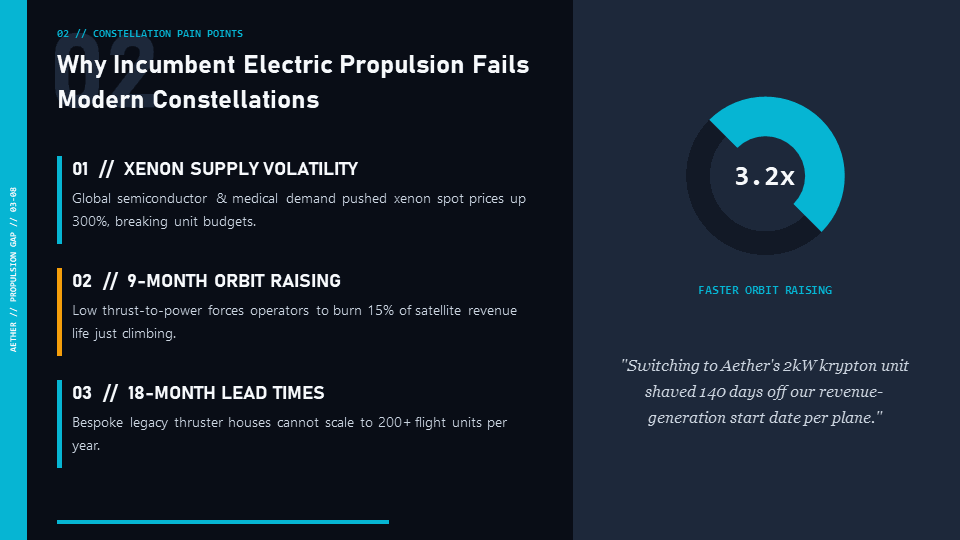 AETHER // PROPULSION GAP // 03-08
02
02 // CONSTELLATION PAIN POINTS
Why Incumbent Electric Propulsion Fails
Modern Constellations
01 // XENON SUPPLY VOLATILITY
Global semiconductor & medical demand pushed xenon spot prices up
300%, breaking unit budgets.
02 // 9-MONTH ORBIT RAISING
Low thrust-to-power forces operators to burn 15% of satellite revenue
life just climbing.
03 // 18-MONTH LEAD TIMES
Bespoke legacy thruster houses cannot scale to 200+ flight units per
year.
3.2x
FASTER ORBIT RAISING
"Switching to Aether's 2kW krypton unit
shaved 140 days off our revenue-
generation start date per plane."